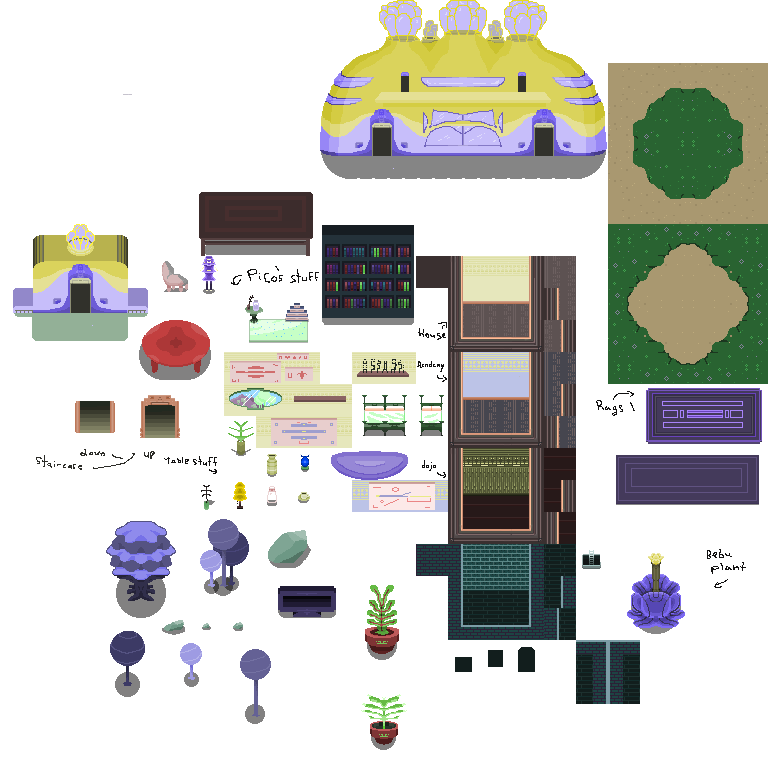 Pico's stuff
House
Academy
Rugs!
down
up
Staircase
Table stuff
dojo
Bebu
plant